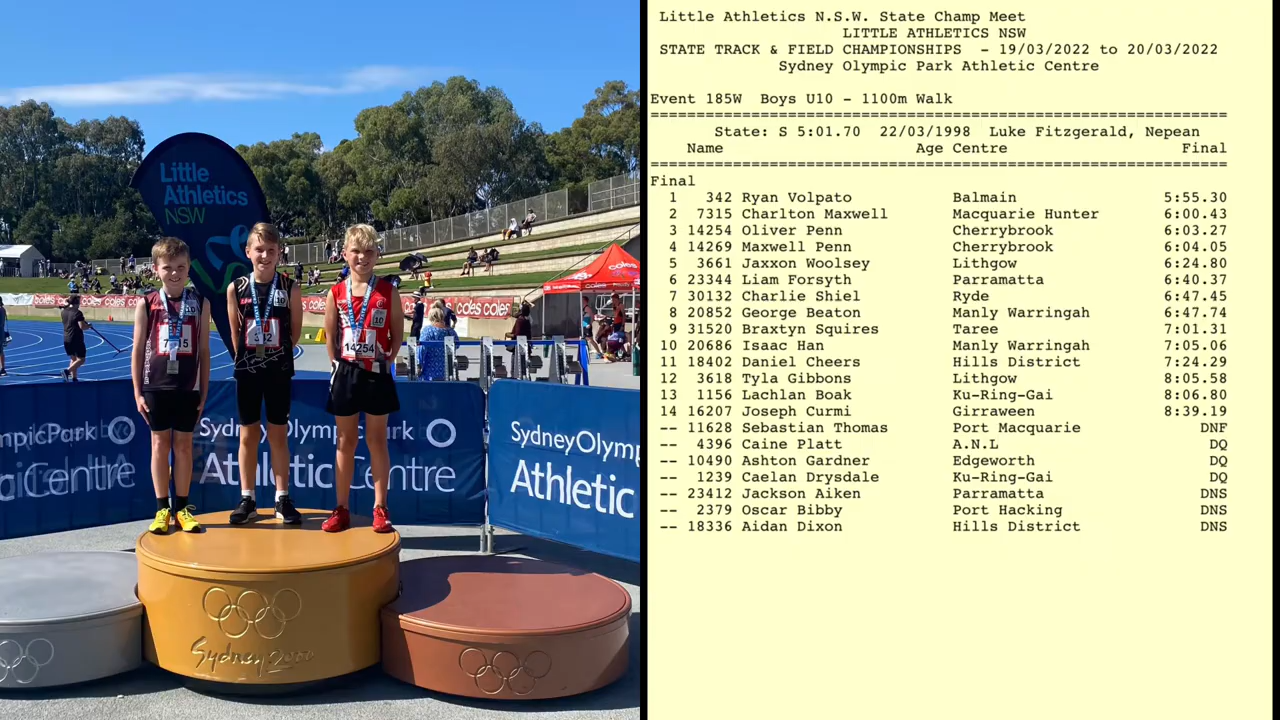 Little
Athletics
NSW
coles coles coles
coles
7315
10
342
10
14254
mpicPark
Centre
SydneyOlympicPark
Athletic Centre
SydneyOlymp
Athletic
Sydney 2000
Little Athletics N.S.W. State Champ Meet
LITTLE ATHLETICS NSW
STATE TRACK & FIELD CHAMPIONSHIPS - 19/03/2022 to 20/03/2022
Sydney Olympic Park Athletic Centre
Event 185W Boys U10 - 1100m Walk
State: S 5:01.70 22/03/1998 Luke Fitzgerald, Nepean
Name Age Centre Final
Final
1 342 Ryan Volpato Balmain 5:55.30
2 7315 Charlton Maxwell Macquarie Hunter 6:00.43
3 14254 Oliver Penn Cherrybrook 6:03.27
4 14269 Maxwell Penn Cherrybrook 6:04.05
5 3661 Jaxxon Woolsey Lithgow 6:24.80
6 23344 Liam Forsyth Parramatta 6:40.37
7 30132 Charlie Shiel Ryde 6:47.45
8 20852 George Beaton Manly Warringah 6:47.74
9 31520 Braxtyn Squires Taree 7:01.31
10 20686 Isaac Han Manly Warringah 7:05.06
11 18402 Daniel Cheers Hills District 7:24.29
12 3618 Tyla Gibbons Lithgow 8:05.58
13 1156 Lachlan Boak Ku-Ring-Gai 8:06.80
14 16207 Joseph Curmi Girraween 8:39.19
-- 11628 Sebastian Thomas Port Macquarie DNF
-- 4396 Caine Platt A.N.L DQ
-- 10490 Ashton Gardner Edgeworth DQ
-- 1239 Caelan Drysdale Ku-Ring-Gai DQ
-- 23412 Jackson Aiken Parramatta DNS
-- 2379 Oscar Bibby Port Hacking DNS
-- 18336 Aidan Dixon Hills District DNS